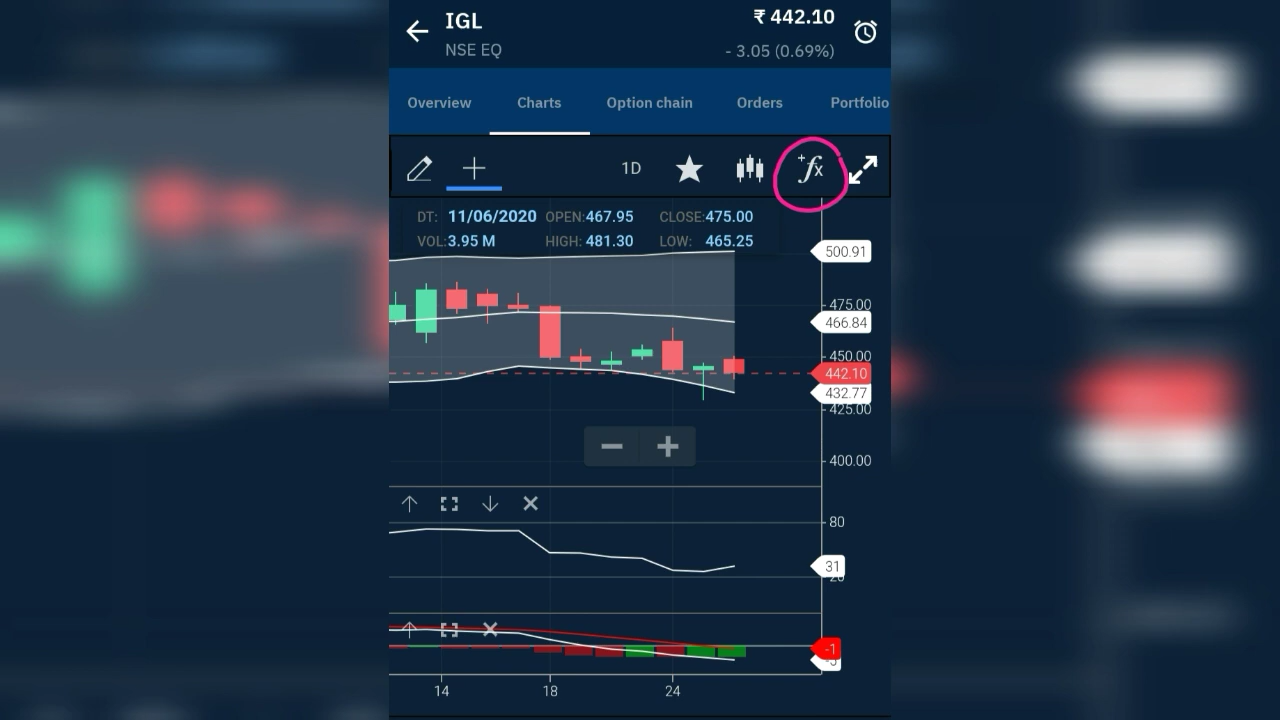 IGL
₹ 442.10
NSE EQ
- 3.05 (0.69%)
Overview Charts Option chain Orders Portfolio
1D +fx
DT: 11/06/2020 OPEN:467.95 CLOSE:475.00
VOL:3.95 M HIGH: 481.30 LOW: 465.25
500.91
475.00
466.84
450.00
442.10
432.77
425.00
400.00
80
31
20
-1
-5
14 18 24